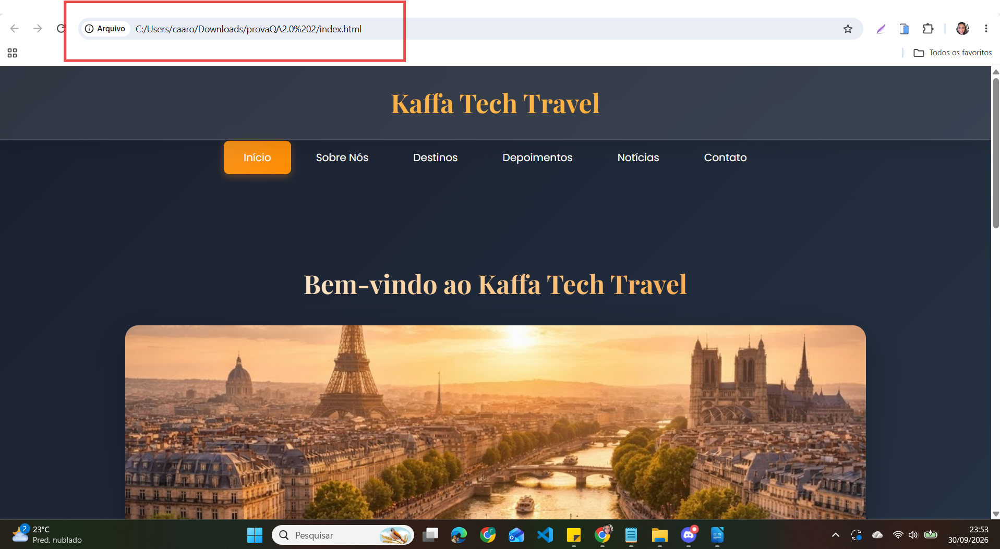 Arquivo C:/Users/caaro/Downloads/provaQA2.0%202/index.html
Todos os favoritos
Kaffa Tech Travel
Início Sobre Nós Destinos Depoimentos Notícias Contato
Bem-vindo ao Kaffa Tech Travel
2 23°C
Pred. nublado
Pesquisar
F
23:53
30/09/2026